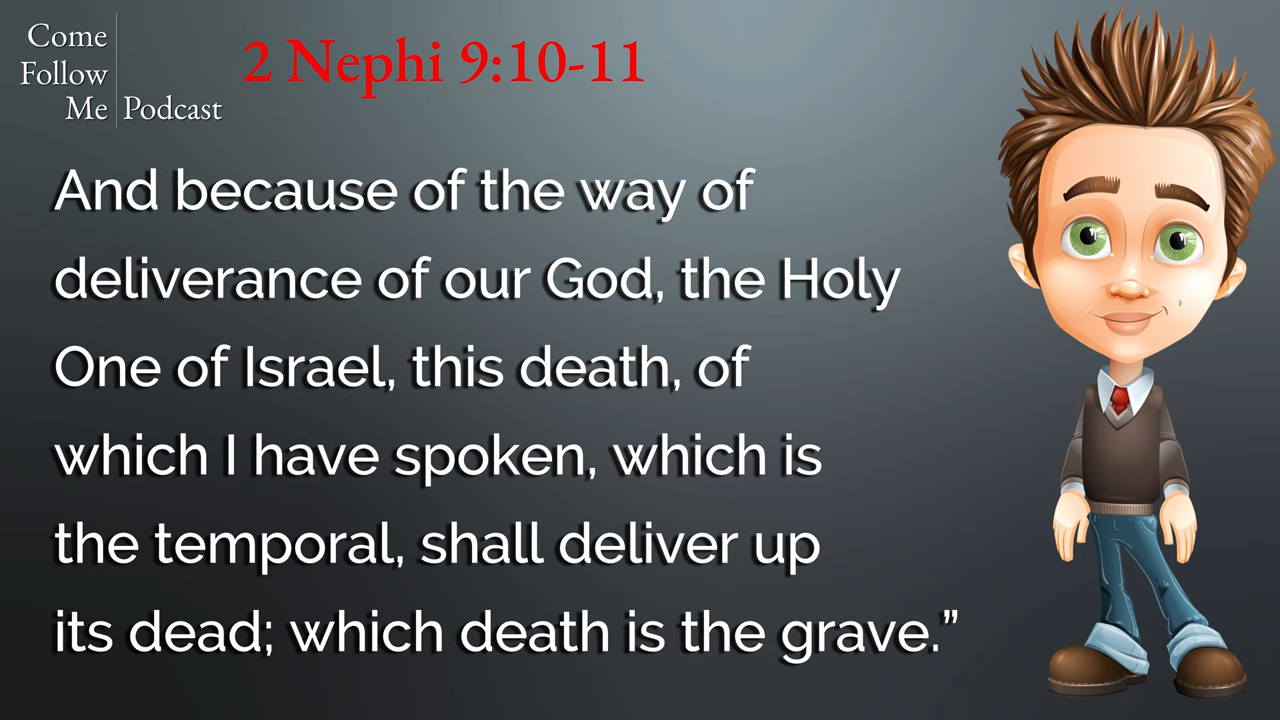 Come
Follow
Me Podcast
2 Nephi 9:10-11
And because of the way of
deliverance of our God, the Holy
One of Israel, this death, of
which I have spoken, which is
the temporal, shall deliver up
its dead; which death is the grave.”